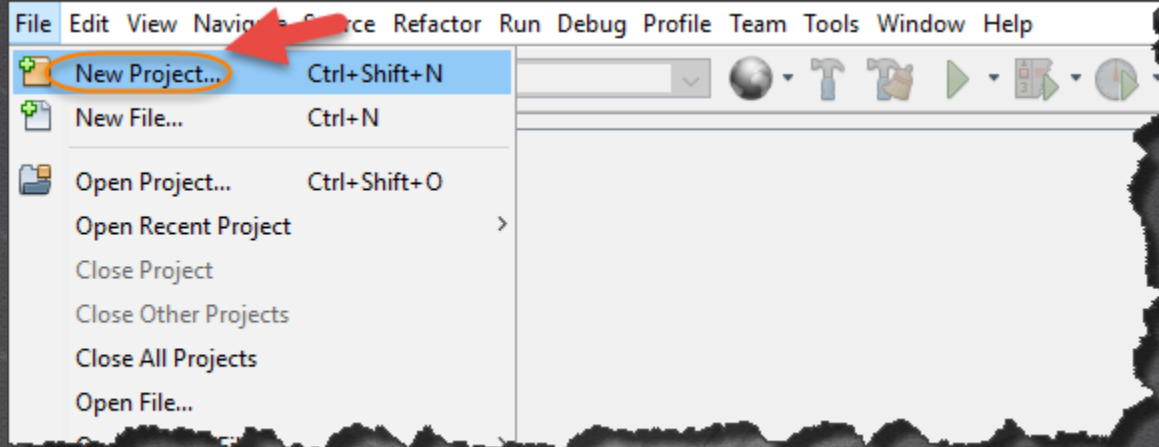 File Edit View Refactor Run Debug Profile Team Tools Window Help
New Project... Ctrl+Shift+N
New File... Ctrl+N
Open Project... Ctrl+Shift+O
Open Recent Project
Close Project
Close Other Projects
Close All Projects
Open File...